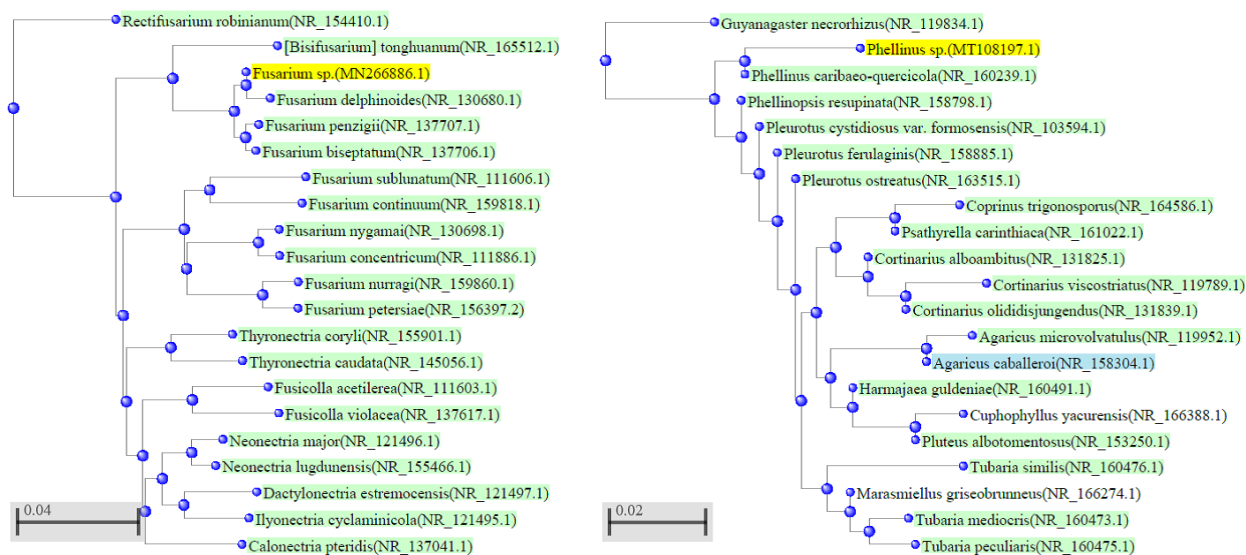 Rectifusarium robinianum(NR_154410.1)
[Bisifusarium] tonghuanum(NR_165512.1)
Fusarium sp.(MN266886.1)
Fusarium delphinoides(NR_130680.1)
Fusarium penzigii(NR_137707.1)
Fusarium biseptatum(NR_137706.1)
Fusarium sublunatum(NR_111606.1)
Fusarium continuum(NR_159818.1)
Fusarium nygamai(NR_130698.1)
Fusarium concentricum(NR_111886.1)
Fusarium nurragi(NR_159860.1)
Fusarium petersiae(NR_156397.2)
Thyronectria coryli(NR_155901.1)
Thyronectria caudata(NR_145056.1)
Fusicolla acetilerea(NR_111603.1)
Fusicolla violacea(NR_137617.1)
Neonectria major(NR_121496.1)
Neonectria lugdunensis(NR_155466.1)
Dactylonectria estremocensis(NR_121497.1)
Ilyonectria cyclaminicola(NR_121495.1)
Calonectria pteridis(NR_137041.1)
0.04
Guyanagaster necrorhizus(NR_119834.1)
Phellinus sp.(MT108197.1)
Phellinus caribaeo-quercicola(NR_160239.1)
Phellinopsis resupinata(NR_158798.1)
Pleurotus cystidiosus var. formosensis(NR_103594.1)
Pleurotus ferulaginis(NR_158885.1)
Pleurotus ostreatus(NR_163515.1)
Coprinus trigonosporus(NR_164586.1)
Psathyrella carinthiaca(NR_161022.1)
Cortinarius alboambitus(NR_131825.1)
Cortinarius viscostriatus(NR_119789.1)
Cortinarius olididisjungendus(NR_131839.1)
Agaricus microvolvatulus(NR_119952.1)
Agaricus caballeroi(NR_158304.1)
Harmajaea guldeniae(NR_160491.1)
Cuphophyllus yacurensis(NR_166388.1)
Pluteus albotomentosus(NR_153250.1)
Tubaria similis(NR_160476.1)
Marasmiellus griseobrunneus(NR_166274.1)
Tubaria mediocris(NR_160473.1)
Tubaria peculiaris(NR_160475.1)
0.02